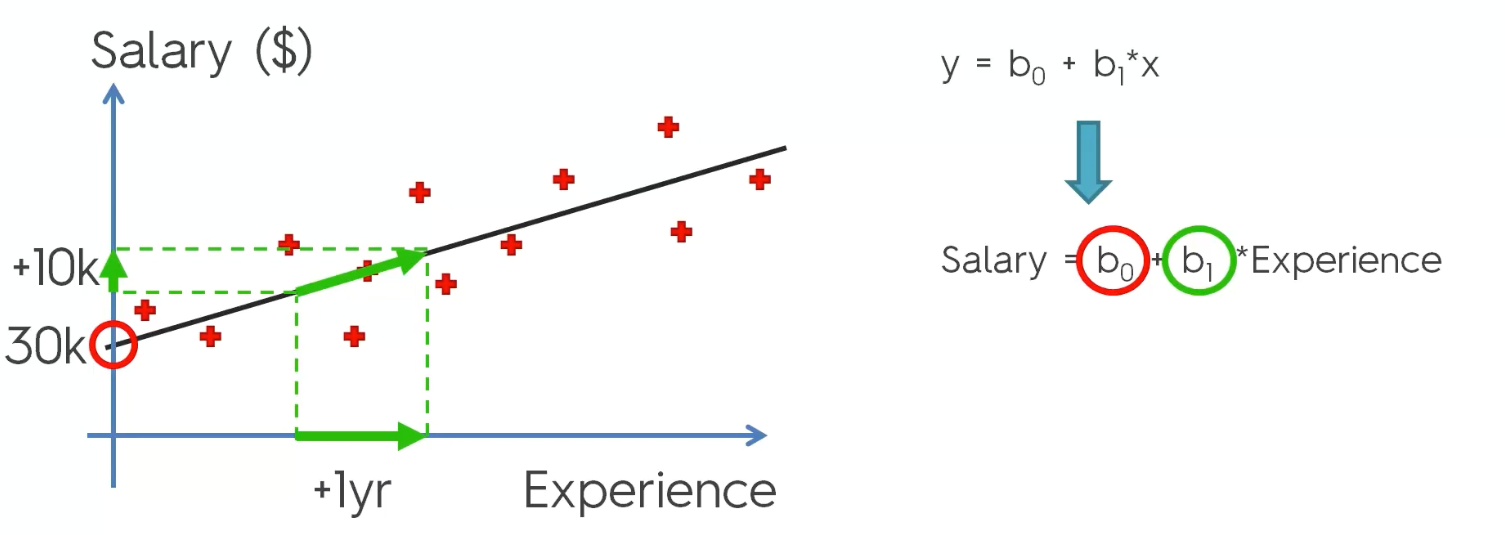 Salary ($)
y = b₀ + b₁*x
+10k
Salary = b₀ + b₁ *Experience
30k
+1yr
Experience